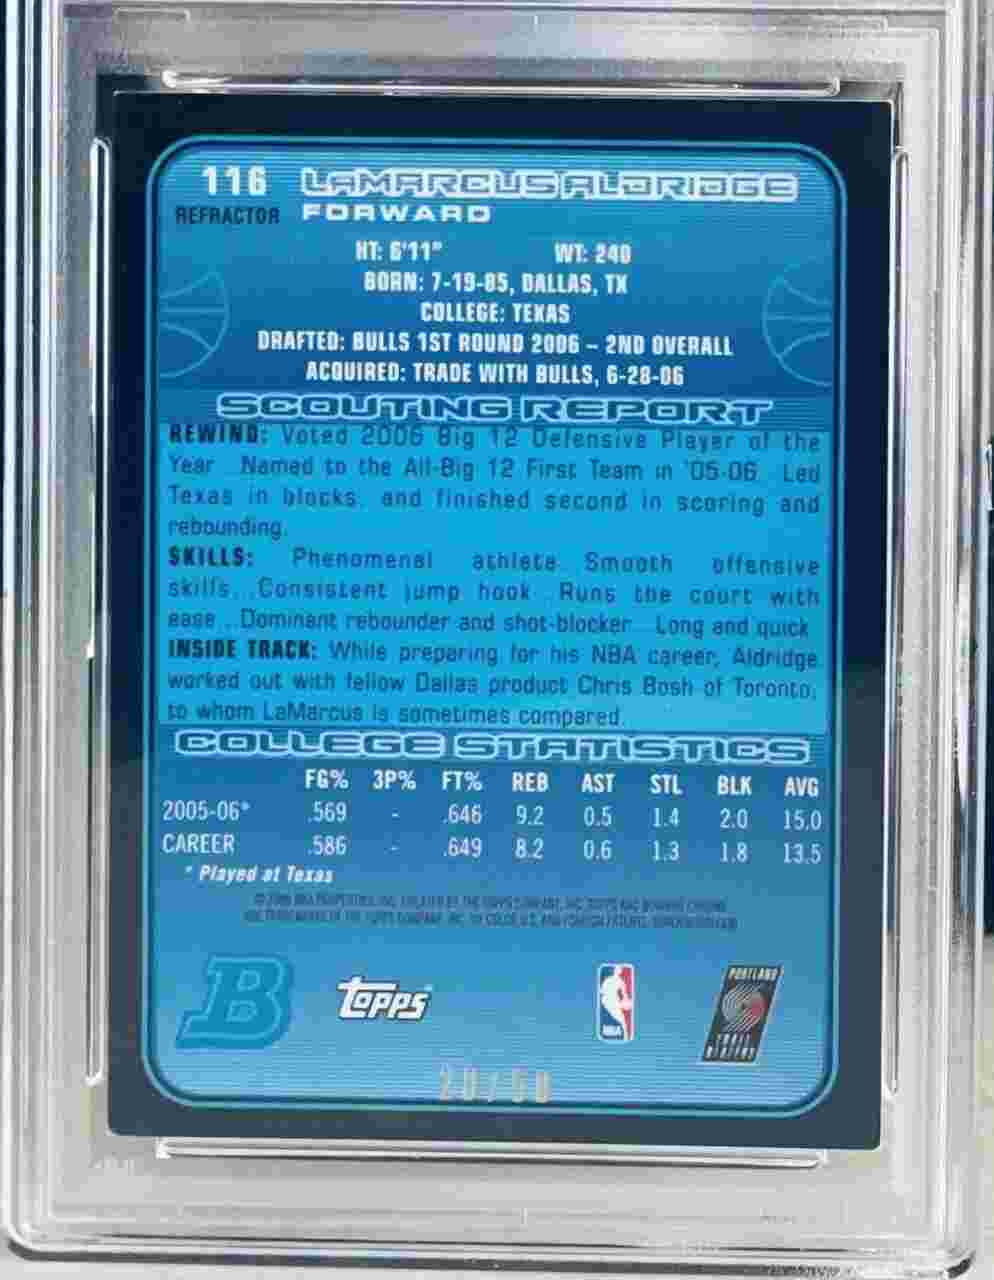 116 LaMARCUS ALDRIDGE
REFRACTOR FORWARD
HT: 6'11" WT: 240
BORN: 7-19-85, DALLAS, TX
COLLEGE: TEXAS
DRAFTED: BULLS 1ST ROUND 2006 – 2ND OVERALL
ACQUIRED: TRADE WITH BULLS, 6-28-06
SCOUTING REPORT
REWIND: Voted 2006 Big 12 Defensive Player of the
Year...Named to the All-Big 12 First Team in '05-06...Led
Texas in blocks, and finished second in scoring and
rebounding.
SKILLS: Phenomenal athlete...Smooth offensive
skills...Consistent jump hook...Runs the court with
ease...Dominant rebounder and shot-blocker...Long and quick.
INSIDE TRACK: While preparing for his NBA career, Aldridge
worked out with fellow Dallas product Chris Bosh of Toronto,
to whom LaMarcus is sometimes compared.
COLLEGE STATISTICS
FG% 3P% FT% REB AST STL BLK AVG
2005-06* .569 - .646 9.2 0.5 1.4 2.0 15.0
CAREER .586 - .649 8.2 0.6 1.3 1.8 13.5
* Played at Texas
B topps NBA PORTLAND TRAIL BLAZERS
20/50